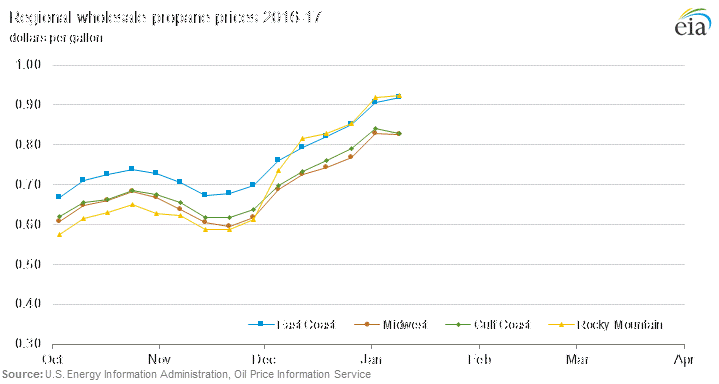 Regional wholesale propane prices 2016-17
dollars per gallon
eia
1.00
0.90
0.80
0.70
0.60
0.50
0.40
0.30
East Coast Midwest Gulf Coast Rocky Mountain
Oct Nov Dec Jan Feb Mar Apr
Source: U.S. Energy Information Administration, Oil Price Information Service